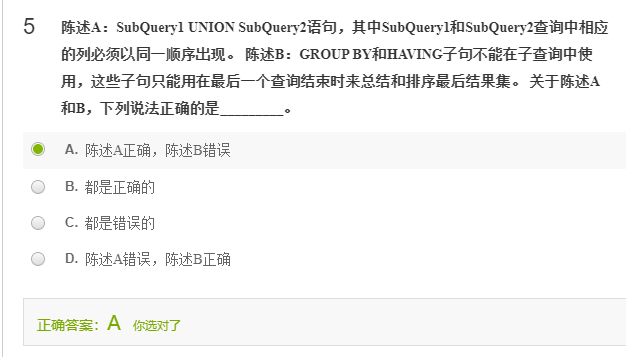 5 陈述A：SubQuery1 UNION SubQuery2语句，其中SubQuery1和SubQuery2查询中相应
的列必须以同一顺序出现。 陈述B：GROUP BY和HAVING子句不能在子查询中使
用，这些子句只能用在最后一个查询结束时来总结和排序最后结果集。 关于陈述A
和B，下列说法正确的是_________。
A. 陈述A正确，陈述B错误
B. 都是正确的
C. 都是错误的
D. 陈述A错误，陈述B正确
正确答案：A 你选对了